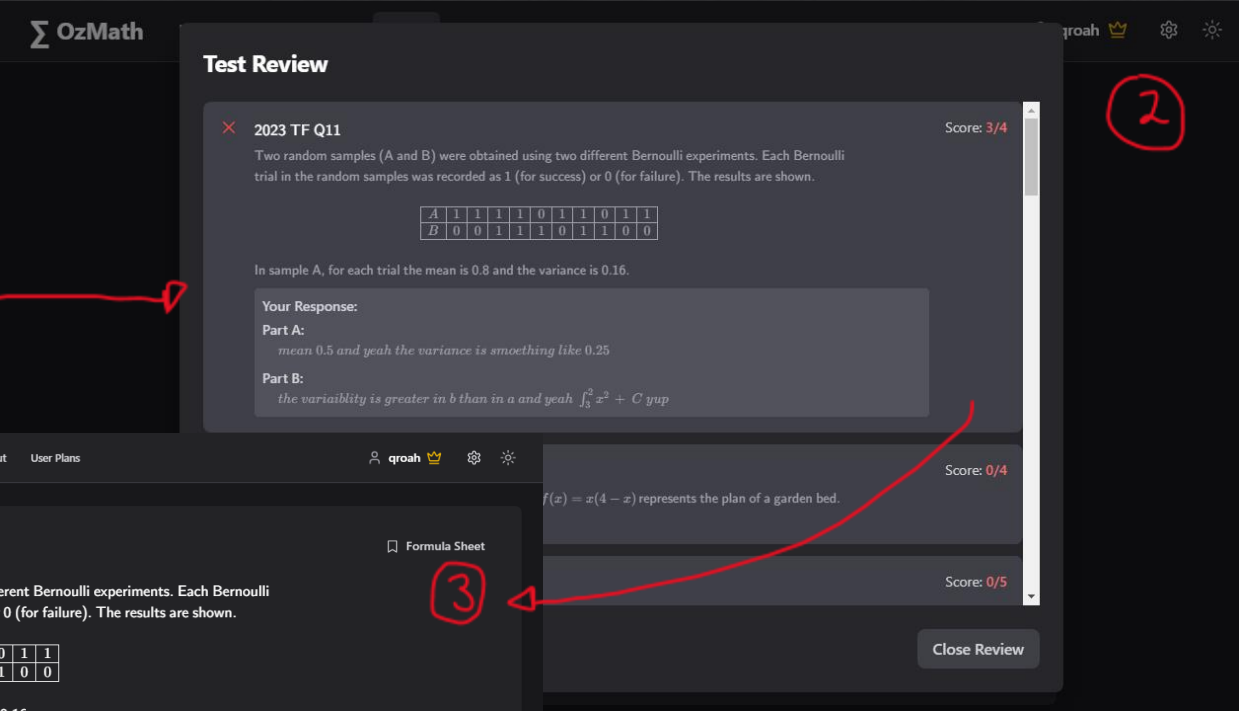 ∑ OzMath
qroah
2
Test Review
2023 TF Q11
Score: 3/4
Two random samples (A and B) were obtained using two different Bernoulli experiments. Each Bernoulli
trial in the random samples was recorded as 1 (for success) or 0 (for failure). The results are shown.
A 1 1 1 1 0 1 1 0 1 1
B 0 0 1 1 1 0 1 1 0 0
In sample A, for each trial the mean is 0.8 and the variance is 0.16.
Your Response:
Part A:
mean 0.5 and yeah the variance is smoething like 0.25
Part B:
the variaiblity is greater in b than in a and yeah ∫₃² x² + C yup
Score: 0/4
f(x) = x(4 − x) represents the plan of a garden bed.
Score: 0/5
Close Review
User Plans
qroah
Formula Sheet
3
erent Bernoulli experiments. Each Bernoulli
0 (for failure). The results are shown.
0 1 1
1 0 0